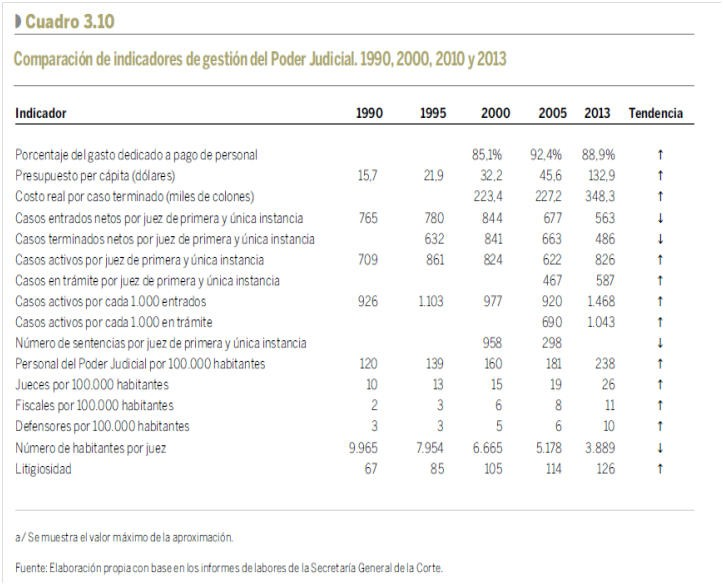 Cuadro 3.10
Comparación de indicadores de gestión del Poder Judicial. 1990, 2000, 2010 y 2013
Indicador 1990 1995 2000 2005 2013 Tendencia
Porcentaje del gasto dedicado a pago de personal 85,1% 92,4% 88,9% ↑
Presupuesto per cápita (dólares) 15,7 21,9 32,2 45,6 132,9 ↑
Costo real por caso terminado (miles de colones) 223,4 227,2 348,3 ↑
Casos entrados netos por juez de primera y única instancia 765 780 844 677 563 ↓
Casos terminados netos por juez de primera y única instancia 632 841 663 486 ↓
Casos activos por juez de primera y única instancia 709 861 824 622 826 ↑
Casos en trámite por juez de primera y única instancia 467 587 ↑
Casos activos por cada 1.000 entrados 926 1.103 977 920 1.468 ↑
Casos activos por cada 1.000 en trámite 690 1.043 ↑
Número de sentencias por juez de primera y única instancia 958 298 ↓
Personal del Poder Judicial por 100.000 habitantes 120 139 160 181 238 ↑
Jueces por 100.000 habitantes 10 13 15 19 26 ↑
Fiscales por 100.000 habitantes 2 3 6 8 11 ↑
Defensores por 100.000 habitantes 3 3 5 6 10 ↑
Número de habitantes por juez 9.965 7.954 6.665 5.178 3.889 ↓
Litigiosidad 67 85 105 114 126 ↑
a/ Se muestra el valor máximo de la aproximación.
Fuente: Elaboración propia con base en los informes de labores de la Secretaría General de la Corte.